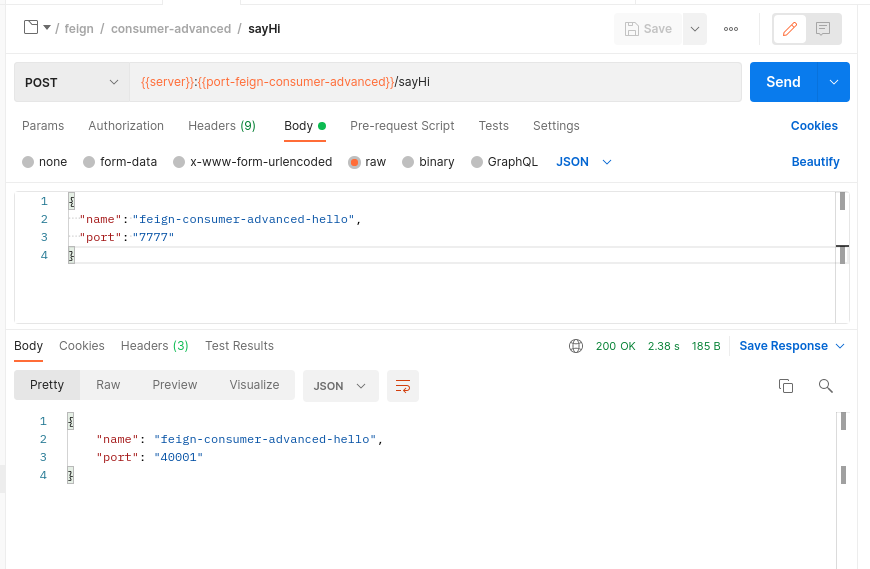 / feign / consumer-advanced / sayHi
Save
POST
{{server}}:{{port-feign-consumer-advanced}}/sayHi
Send
Params Authorization Headers (9) Body Pre-request Script Tests Settings Cookies
none form-data x-www-form-urlencoded raw binary GraphQL JSON Beautify
1 {
2 "name":"feign-consumer-advanced-hello",
3 "port":"7777"
4 }
Body Cookies Headers (3) Test Results 200 OK 2.38 s 185 B Save Response
Pretty Raw Preview Visualize JSON
1 {
2 "name": "feign-consumer-advanced-hello",
3 "port": "40001"
4 }